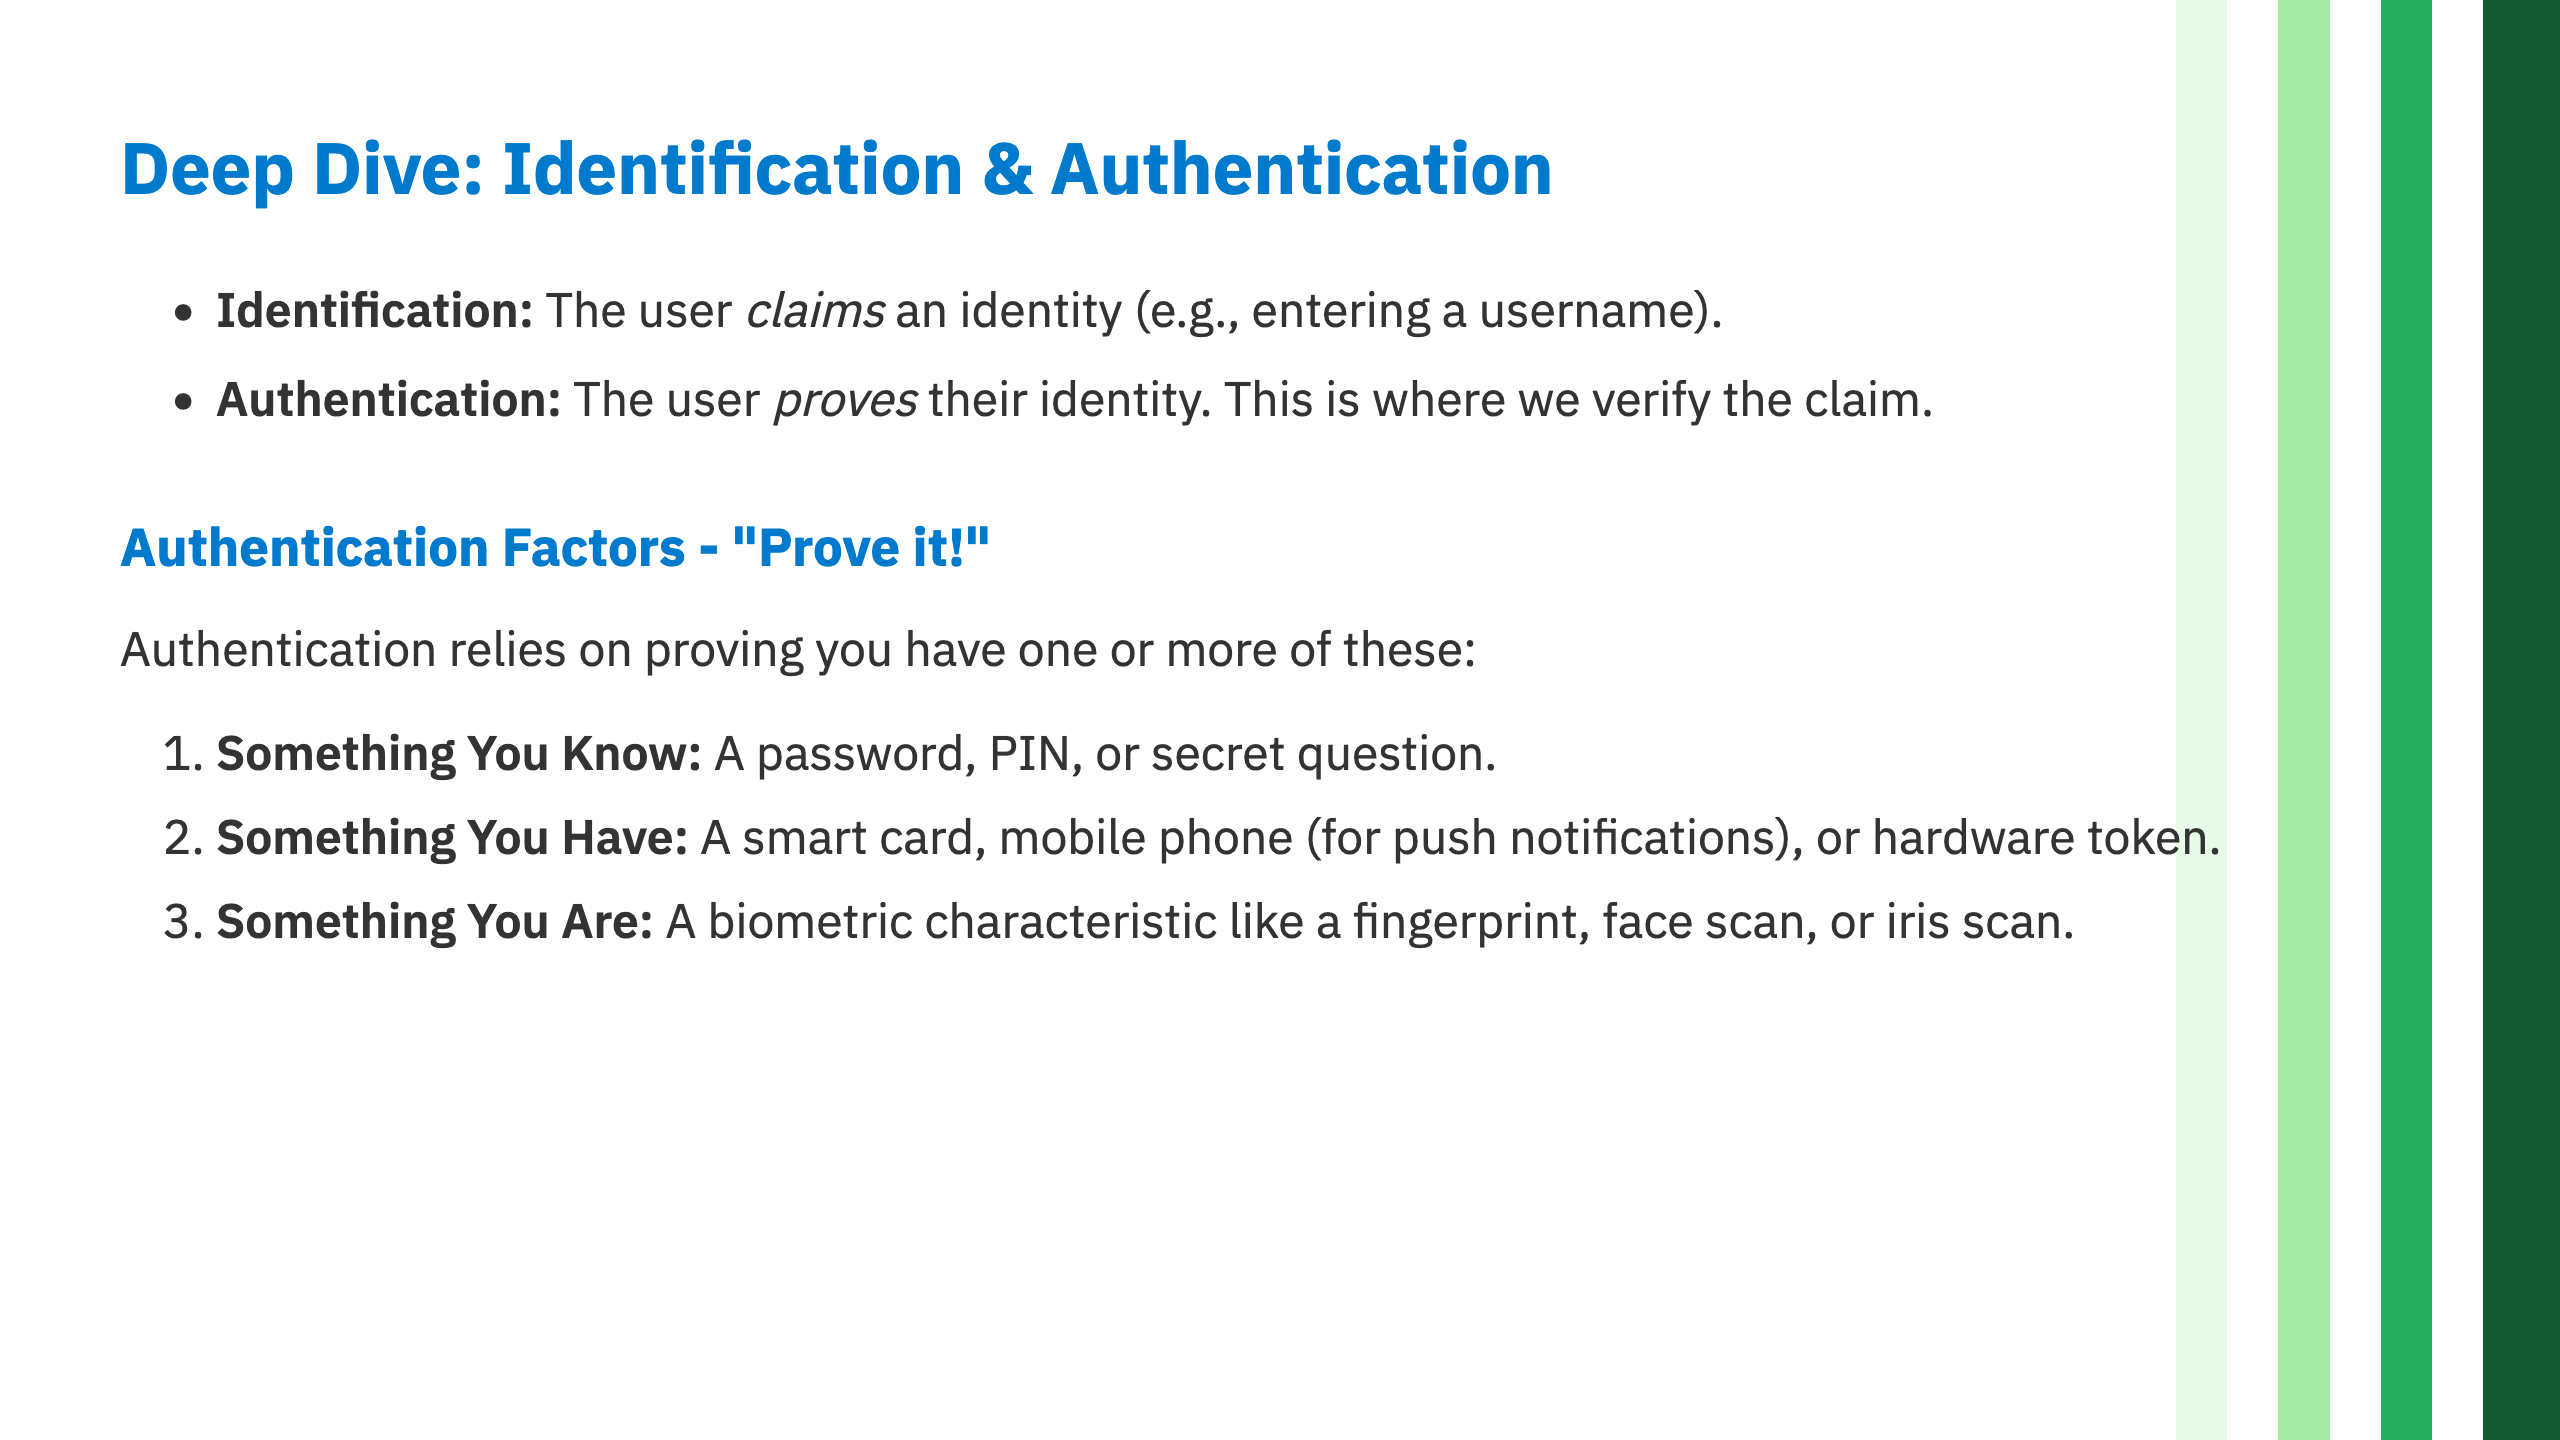 Deep Dive: Identification & Authentication
• Identification: The user claims an identity (e.g., entering a username).
• Authentication: The user proves their identity. This is where we verify the claim.
Authentication Factors - "Prove it!"
Authentication relies on proving you have one or more of these:
1. Something You Know: A password, PIN, or secret question.
2. Something You Have: A smart card, mobile phone (for push notifications), or hardware token.
3. Something You Are: A biometric characteristic like a fingerprint, face scan, or iris scan.